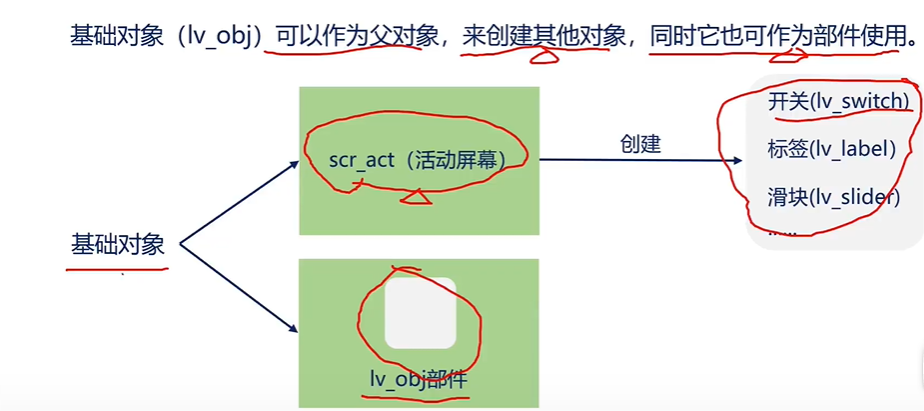 基础对象（lv_obj）可以作为父对象，来创建其他对象，同时它也可作为部件使用。
开关(lv_switch)
scr_act（活动屏幕）
创建
标签(lv_label)
滑块(lv_slider)
......
基础对象
lv_obj部件